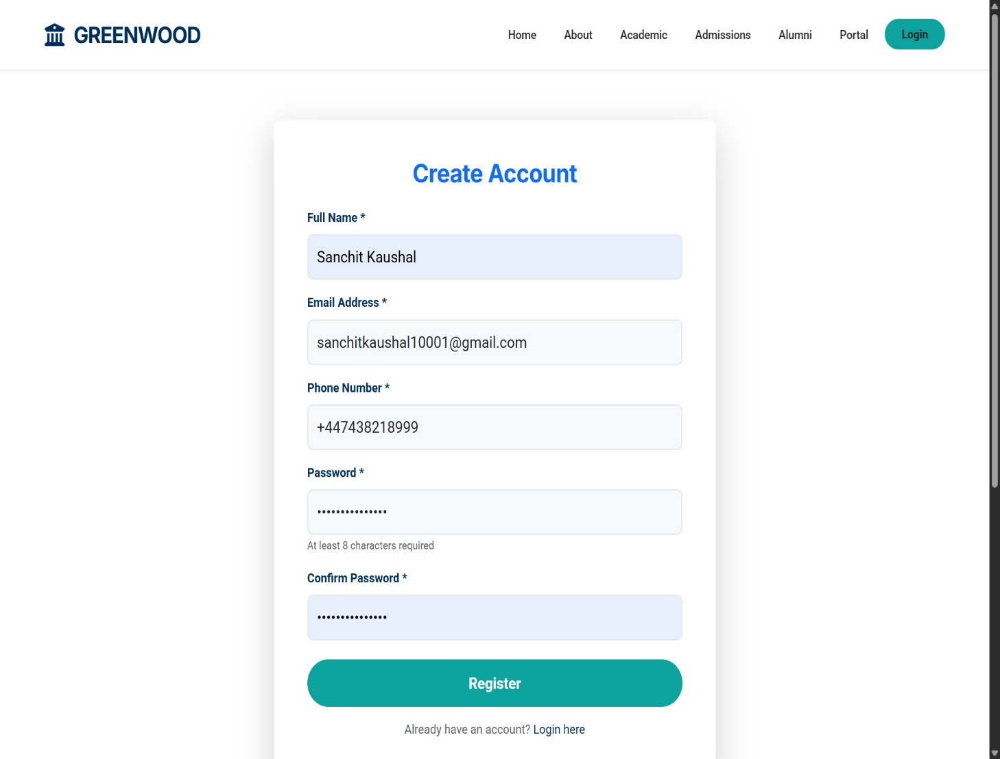 GREENWOOD
Home About Academic Admissions Alumni Portal Login
Create Account
Full Name *
Sanchit Kaushal
Email Address *
sanchitkaushal10001@gmail.com
Phone Number *
+447438218999
Password *
•••••••••••••••
At least 8 characters required
Confirm Password *
•••••••••••••••
Register
Already have an account? Login here